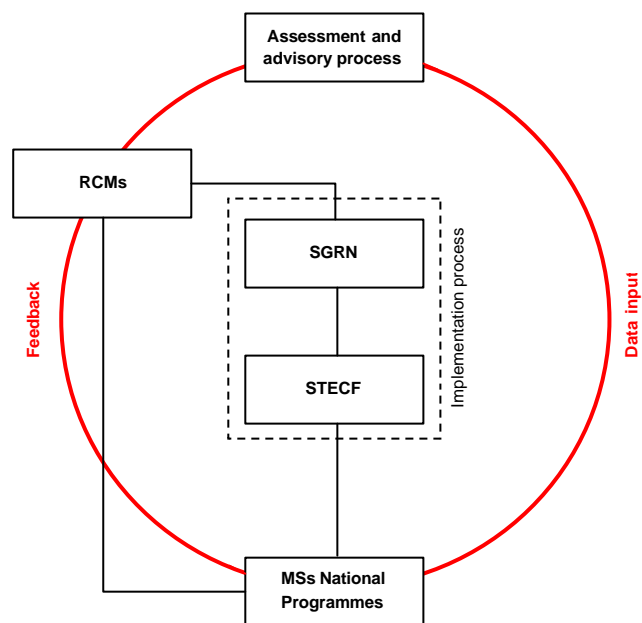 Assessment and
advisory process
RCMs
SGRN
Implementation process
Feedback
Data input
STECF
MSs National
Programmes